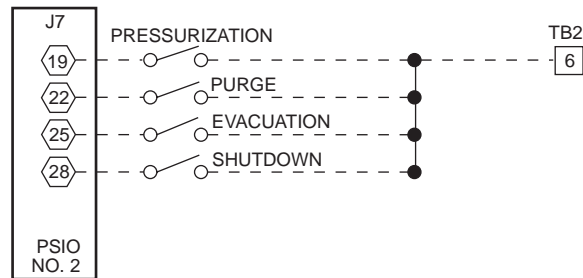 J7
PRESSURIZATION
TB2
19
6
PURGE
22
EVACUATION
25
SHUTDOWN
28
PSIO
NO. 2